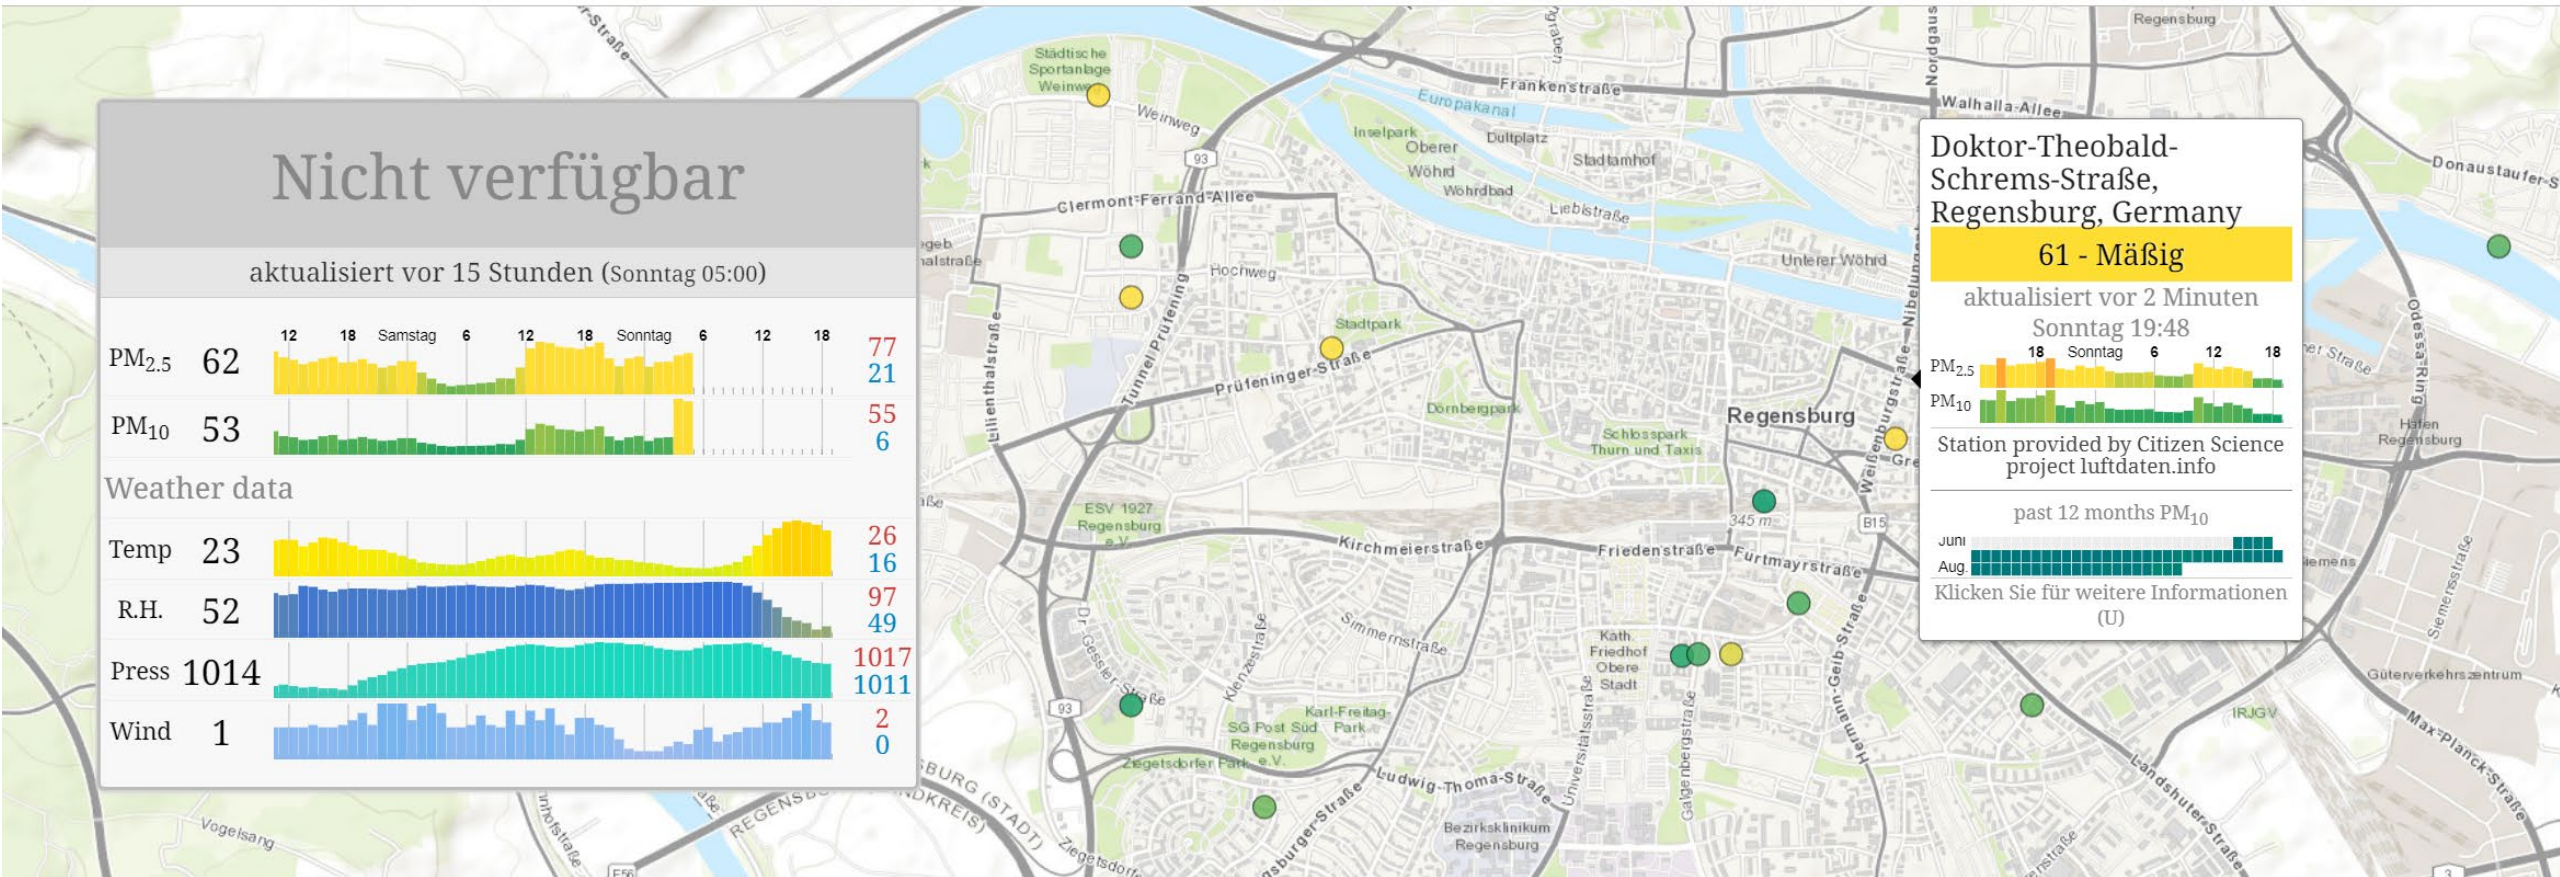 Nicht verfügbar
aktualisiert vor 15 Stunden (Sonntag 05:00)
12 18 Samstag 6 12 18 Sonntag 6 12 18
PM2.5 62 77
21
PM10 53 55
6
Weather data
Temp 23 26
16
R.H. 52 97
49
Press 1014 1017
1011
Wind 1 2
0
Städtische
Sportanlage
Weinweg
Weinweg
93
Clermont-Ferrand-Allee
Hochweg
Lilienthalstraße
Tunnel Prüfening
Stadtpark
Prüfeninger-Straße
Frankenstraße
Europakanal
Inselpark
Oberer
Wöhrd
Wöhrdbad
Dultplatz
Stadtamhof
Lieblstraße
Unterer Wöhrd
Walhalla-Allee
Regensburg
Dörnbergpark
Schlosspark
Thurn und Taxis
Regensburg
Weißenburgstraße
ESV 1927
Regensburg
e.V.
Kirchmeierstraße
345 m
Friedenstraße
Furtmayrstraße
B15
Dr.-Gessler-Straße
Klenzestraße
Simmernstraße
Kath.
Friedhof
Obere
Stadt
Hermann-Geib-Straße
93
SG Post Süd
Regensburg
e.V.
Karl-Freitag-
Park
Ziegetsdorfer Park
Universitätsstraße
Galgenbergstraße
Ludwig-Thoma-Straße
Bezirksklinikum
Regensburg
Vogelsang
Doktor-Theobald-
Schrems-Straße,
Regensburg, Germany
61 - Mäßig
aktualisiert vor 2 Minuten
Sonntag 19:48
18 Sonntag 6 12 18
PM2.5
PM10
Station provided by Citizen Science
project luftdaten.info
past 12 months PM10
Juni
Aug.
Klicken Sie für weitere Informationen
(U)
Donaustaufer-S
Odessa-Ring
Hafen
Regensburg
Siemensstraße
Güterverkehrszentrum
IRJGV
Max-Planck-Straße
Landshuter-Straße
3